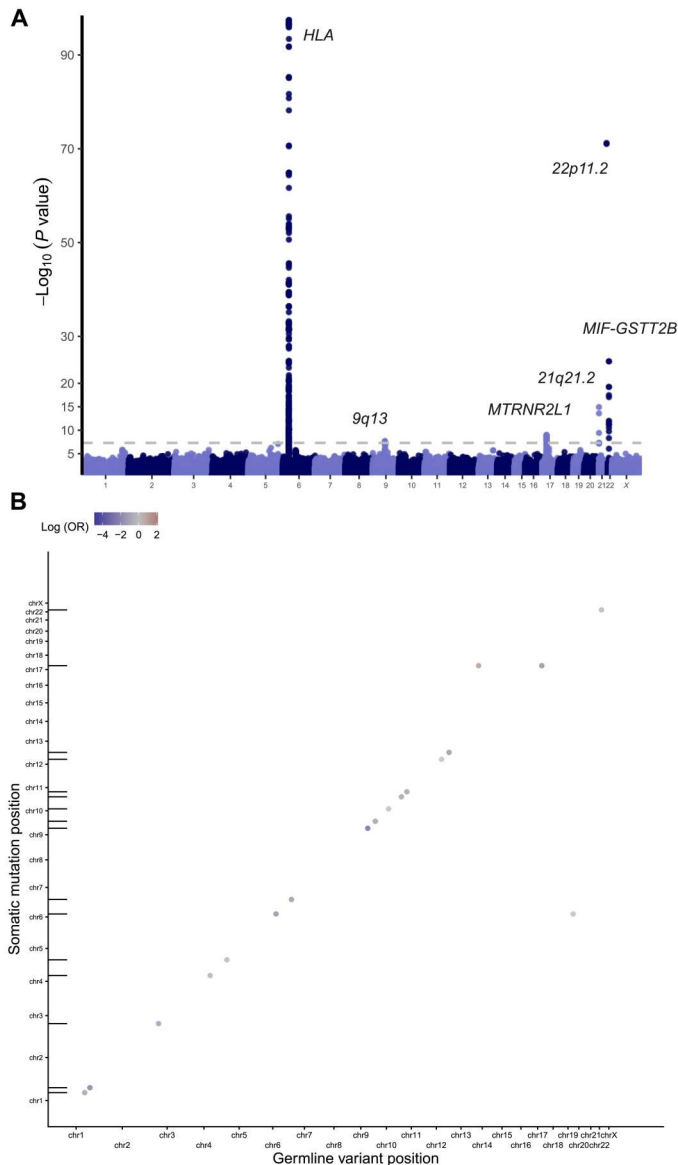 A
−Log10 (P value)
90
70
50
30
20
15
10
5
HLA
22p11.2
MIF-GSTT2B
21q21.2
MTRNR2L1
9q13
1 2 3 4 5 6 7 8 9 10 11 12 13 14 15 16 17 18 19 20 2122 X
B
Log (OR)
−4 −2 0 2
Somatic mutation position
chrX
chr22
chr21
chr20
chr19
chr18
chr17
chr16
chr15
chr14
chr13
chr12
chr11
chr10
chr9
chr8
chr7
chr6
chr5
chr4
chr3
chr2
chr1
chr1 chr3 chr5 chr7 chr9 chr11 chr13 chr15 chr17 chr19 chr21 chrX
chr2 chr4 chr6 chr8 chr10 chr12 chr14 chr16 chr18 chr20 chr22
Germline variant position